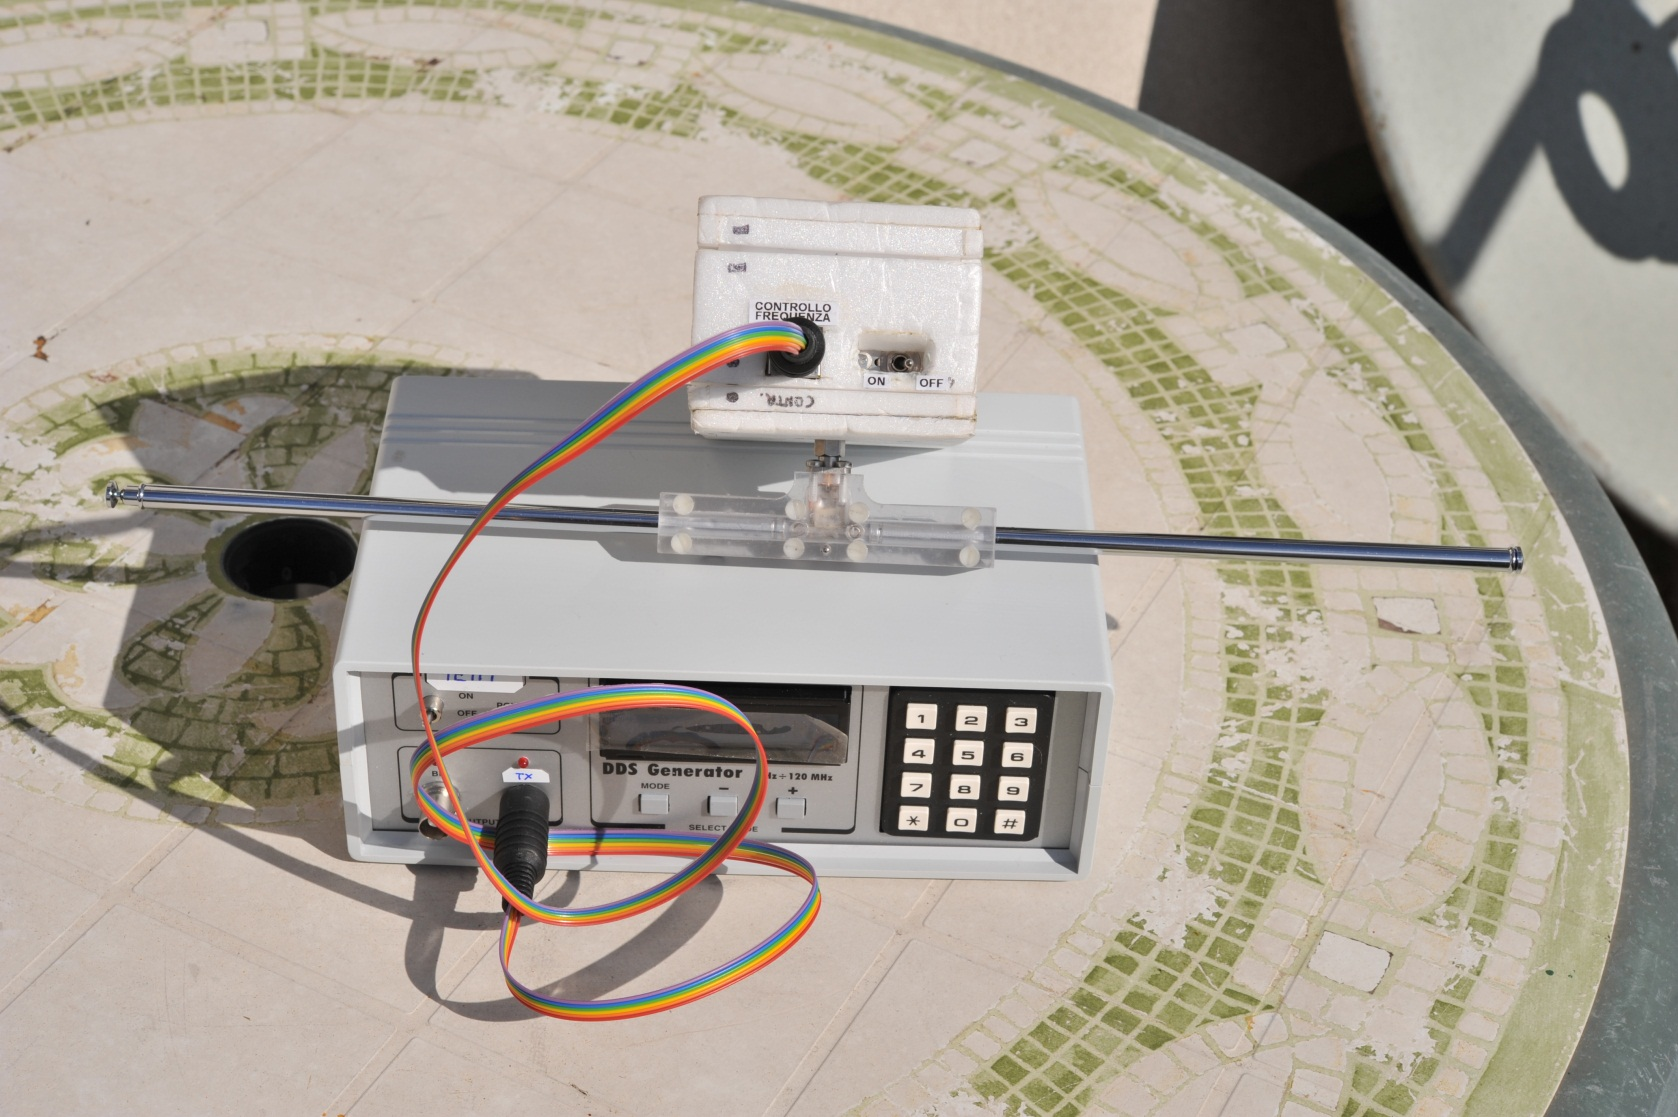 CONTROLLO
FREQUENZA
ON
OFF
CONTR.
ON
OFF
TX
DDS Generator
÷120 MHz
MODE
-
+
1
2
3
4
5
6
7
8
9
*
0
#